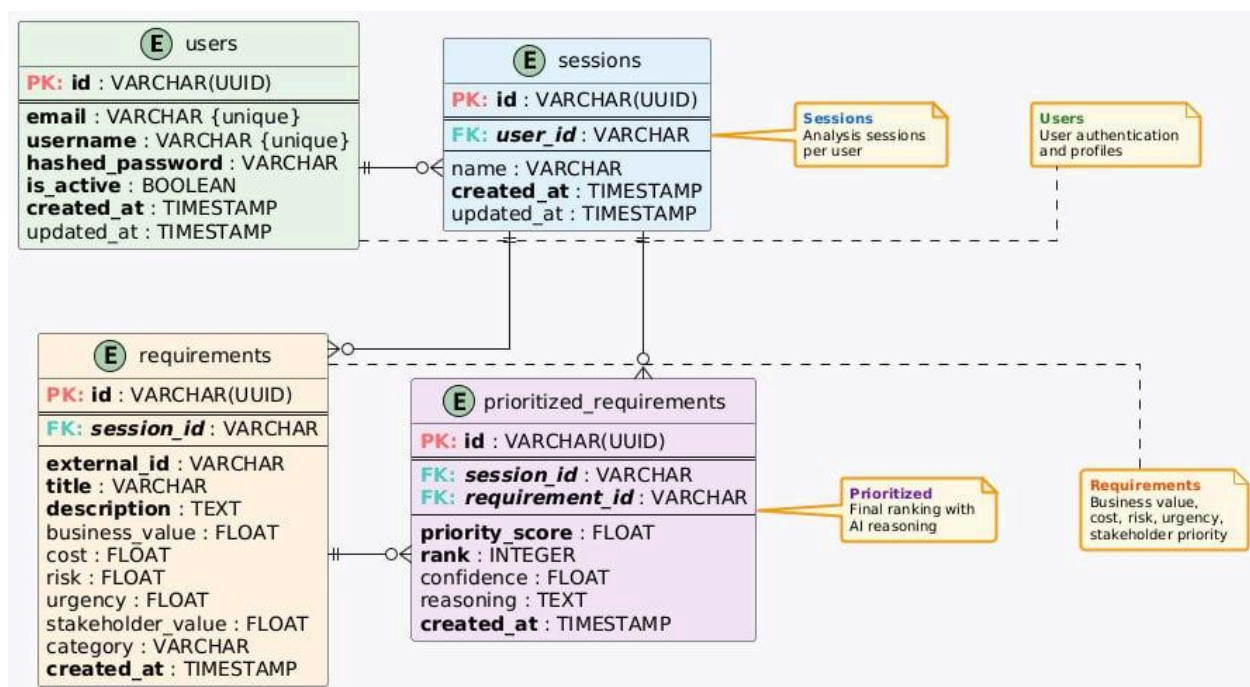 E users
PK: id : VARCHAR(UUID)
email : VARCHAR {unique}
username : VARCHAR {unique}
hashed_password : VARCHAR
is_active : BOOLEAN
created_at : TIMESTAMP
updated_at : TIMESTAMP
E sessions
PK: id : VARCHAR(UUID)
FK: user_id : VARCHAR
name : VARCHAR
created_at : TIMESTAMP
updated_at : TIMESTAMP
Sessions
Analysis sessions
per user
Users
User authentication
and profiles
E requirements
PK: id : VARCHAR(UUID)
FK: session_id : VARCHAR
external_id : VARCHAR
title : VARCHAR
description : TEXT
business_value : FLOAT
cost : FLOAT
risk : FLOAT
urgency : FLOAT
stakeholder_value : FLOAT
category : VARCHAR
created_at : TIMESTAMP
E prioritized_requirements
PK: id : VARCHAR(UUID)
FK: session_id : VARCHAR
FK: requirement_id : VARCHAR
priority_score : FLOAT
rank : INTEGER
confidence : FLOAT
reasoning : TEXT
created_at : TIMESTAMP
Prioritized
Final ranking with
AI reasoning
Requirements
Business value,
cost, risk, urgency,
stakeholder priority